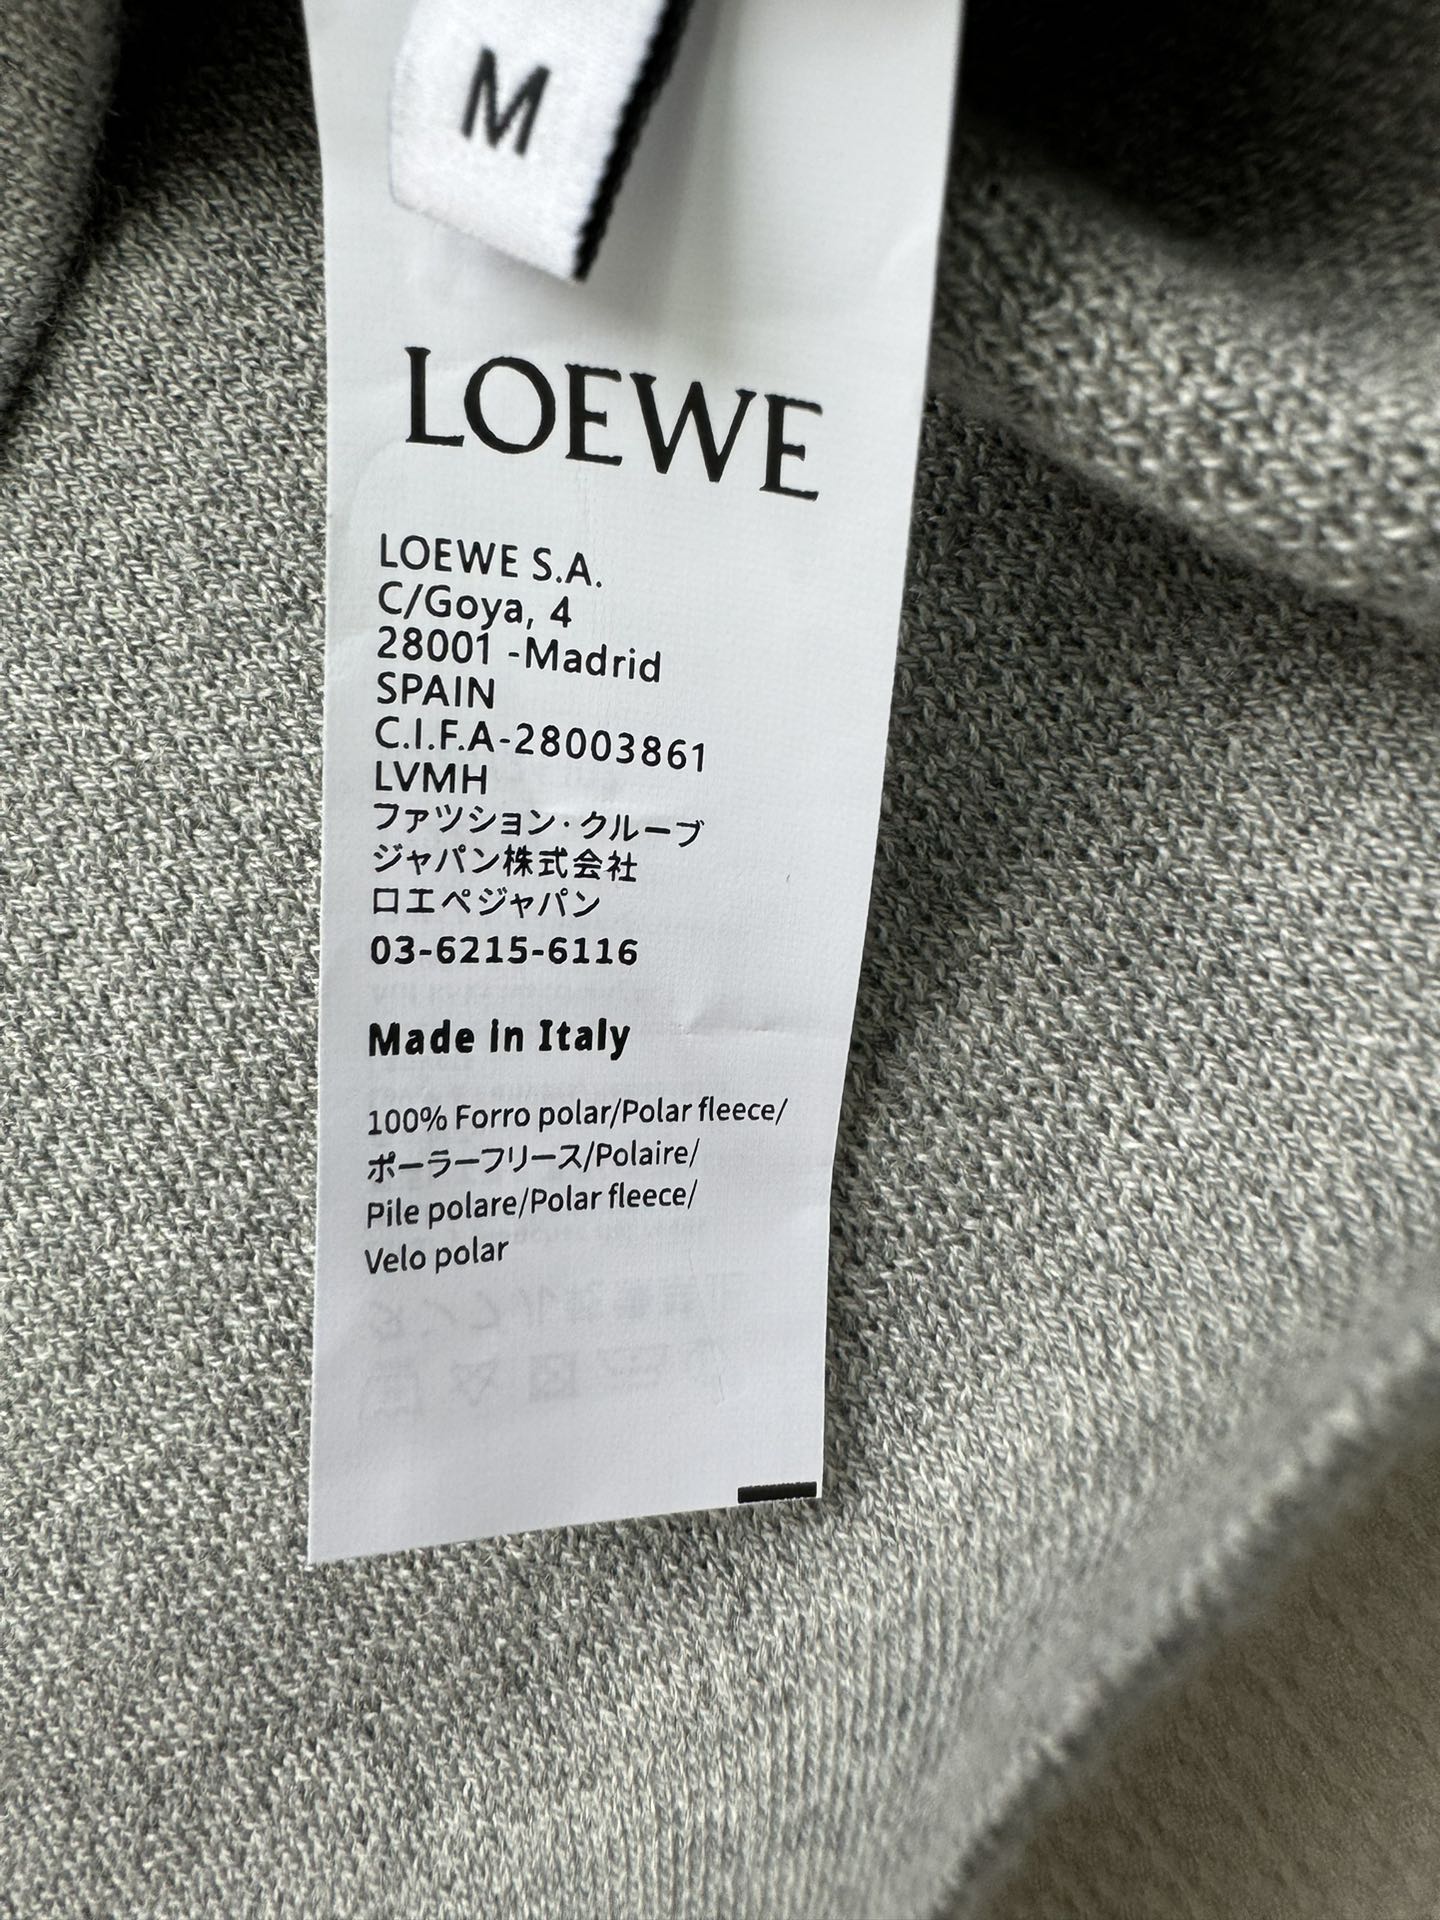 M
LOEWE
LOEWE S.A.
C/Goya, 4
28001 -Madrid
SPAIN
C.I.F.A-28003861
LVMH
ファツション・クループ
ジャパン株式会社
ロエペジャパン
03-6215-6116
Made in Italy
100% Forro polar/Polar fleece/
ポーラーフリース/Polaire/
Pile polare/Polar fleece/
Velo polar